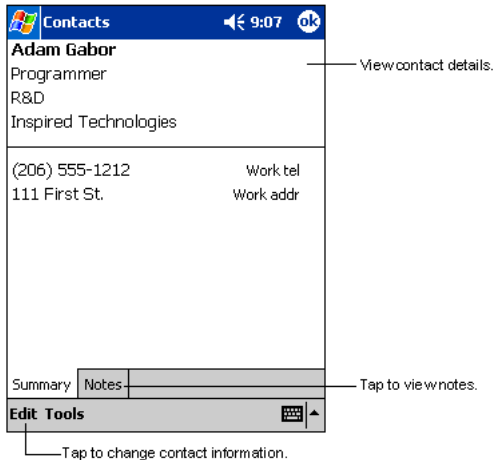 Contacts 9:07 ok
Adam Gabor
Programmer
R&D
Inspired Technologies
View contact details.
(206) 555-1212 Work tel
111 First St. Work addr
Summary Notes
Tap to view notes.
Edit Tools
Tap to change contact information.